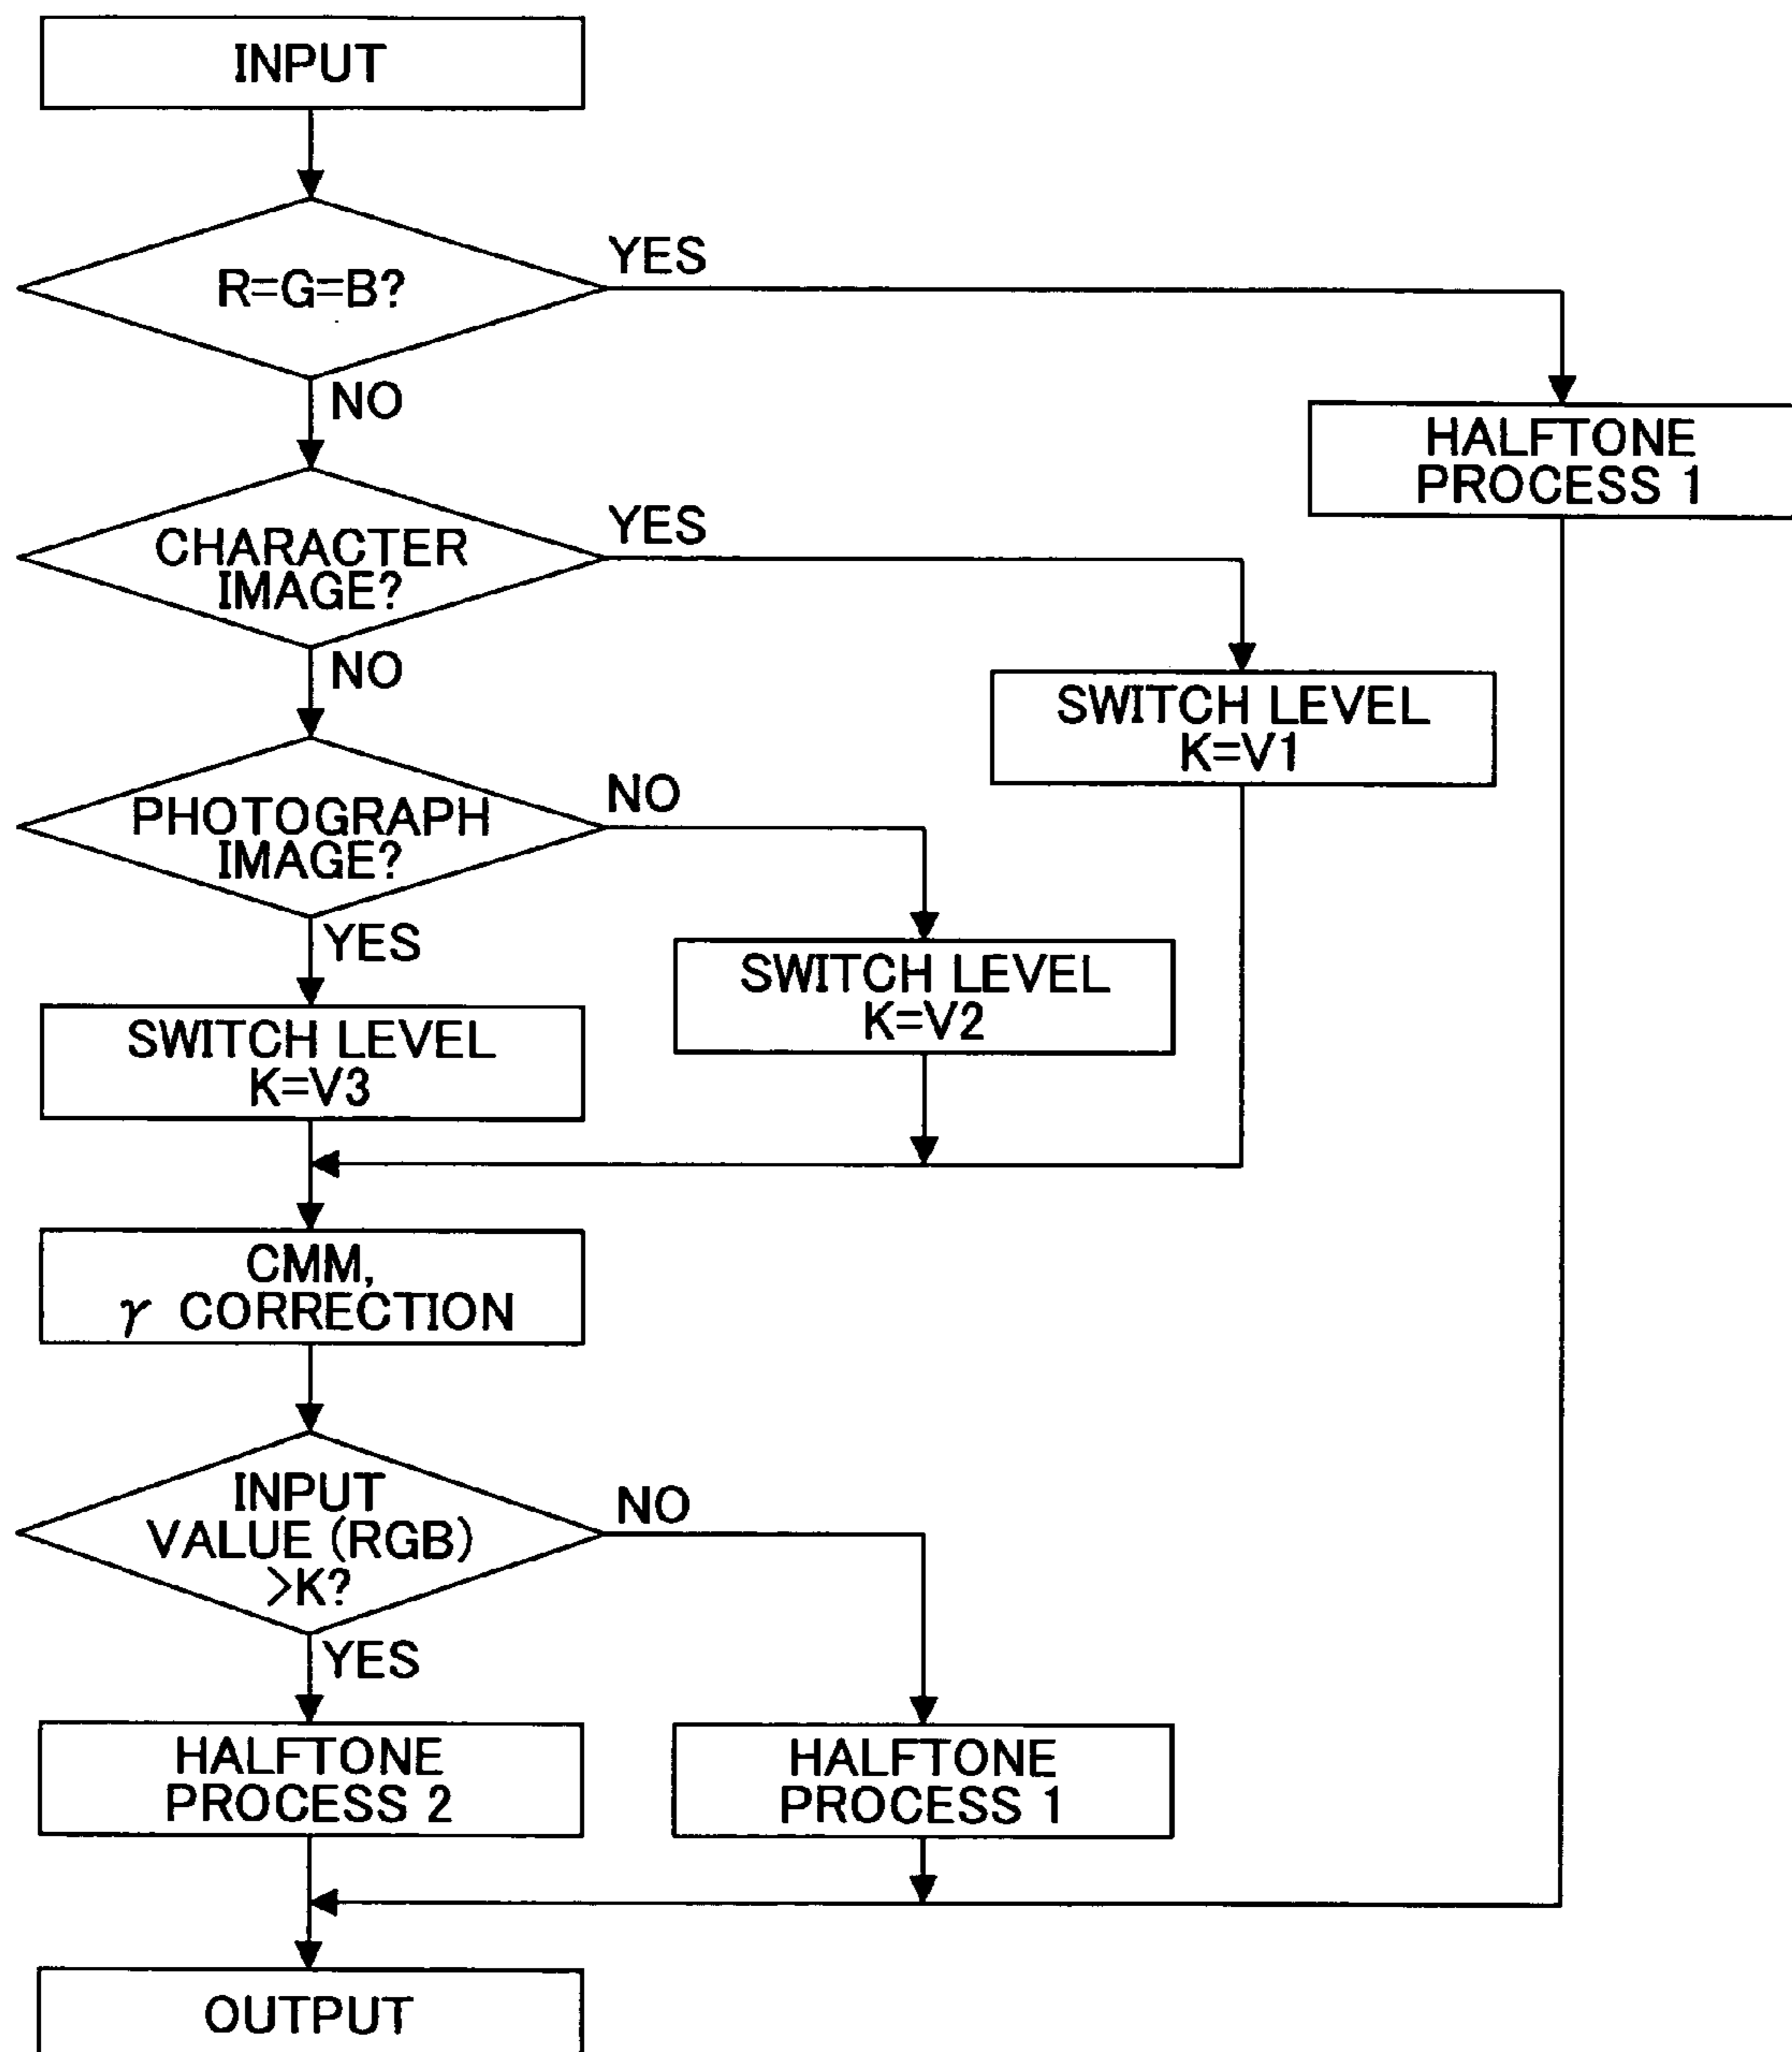 INPUT
R=G=B?
YES
NO
HALFTONE
PROCESS 1
CHARACTER
IMAGE?
YES
NO
SWITCH LEVEL
K=V1
PHOTOGRAPH
IMAGE?
NO
YES
SWITCH LEVEL
K=V2
SWITCH LEVEL
K=V3
CMM,
γ CORRECTION
INPUT
VALUE (RGB)
>K?
NO
YES
HALFTONE
PROCESS 2
HALFTONE
PROCESS 1
OUTPUT